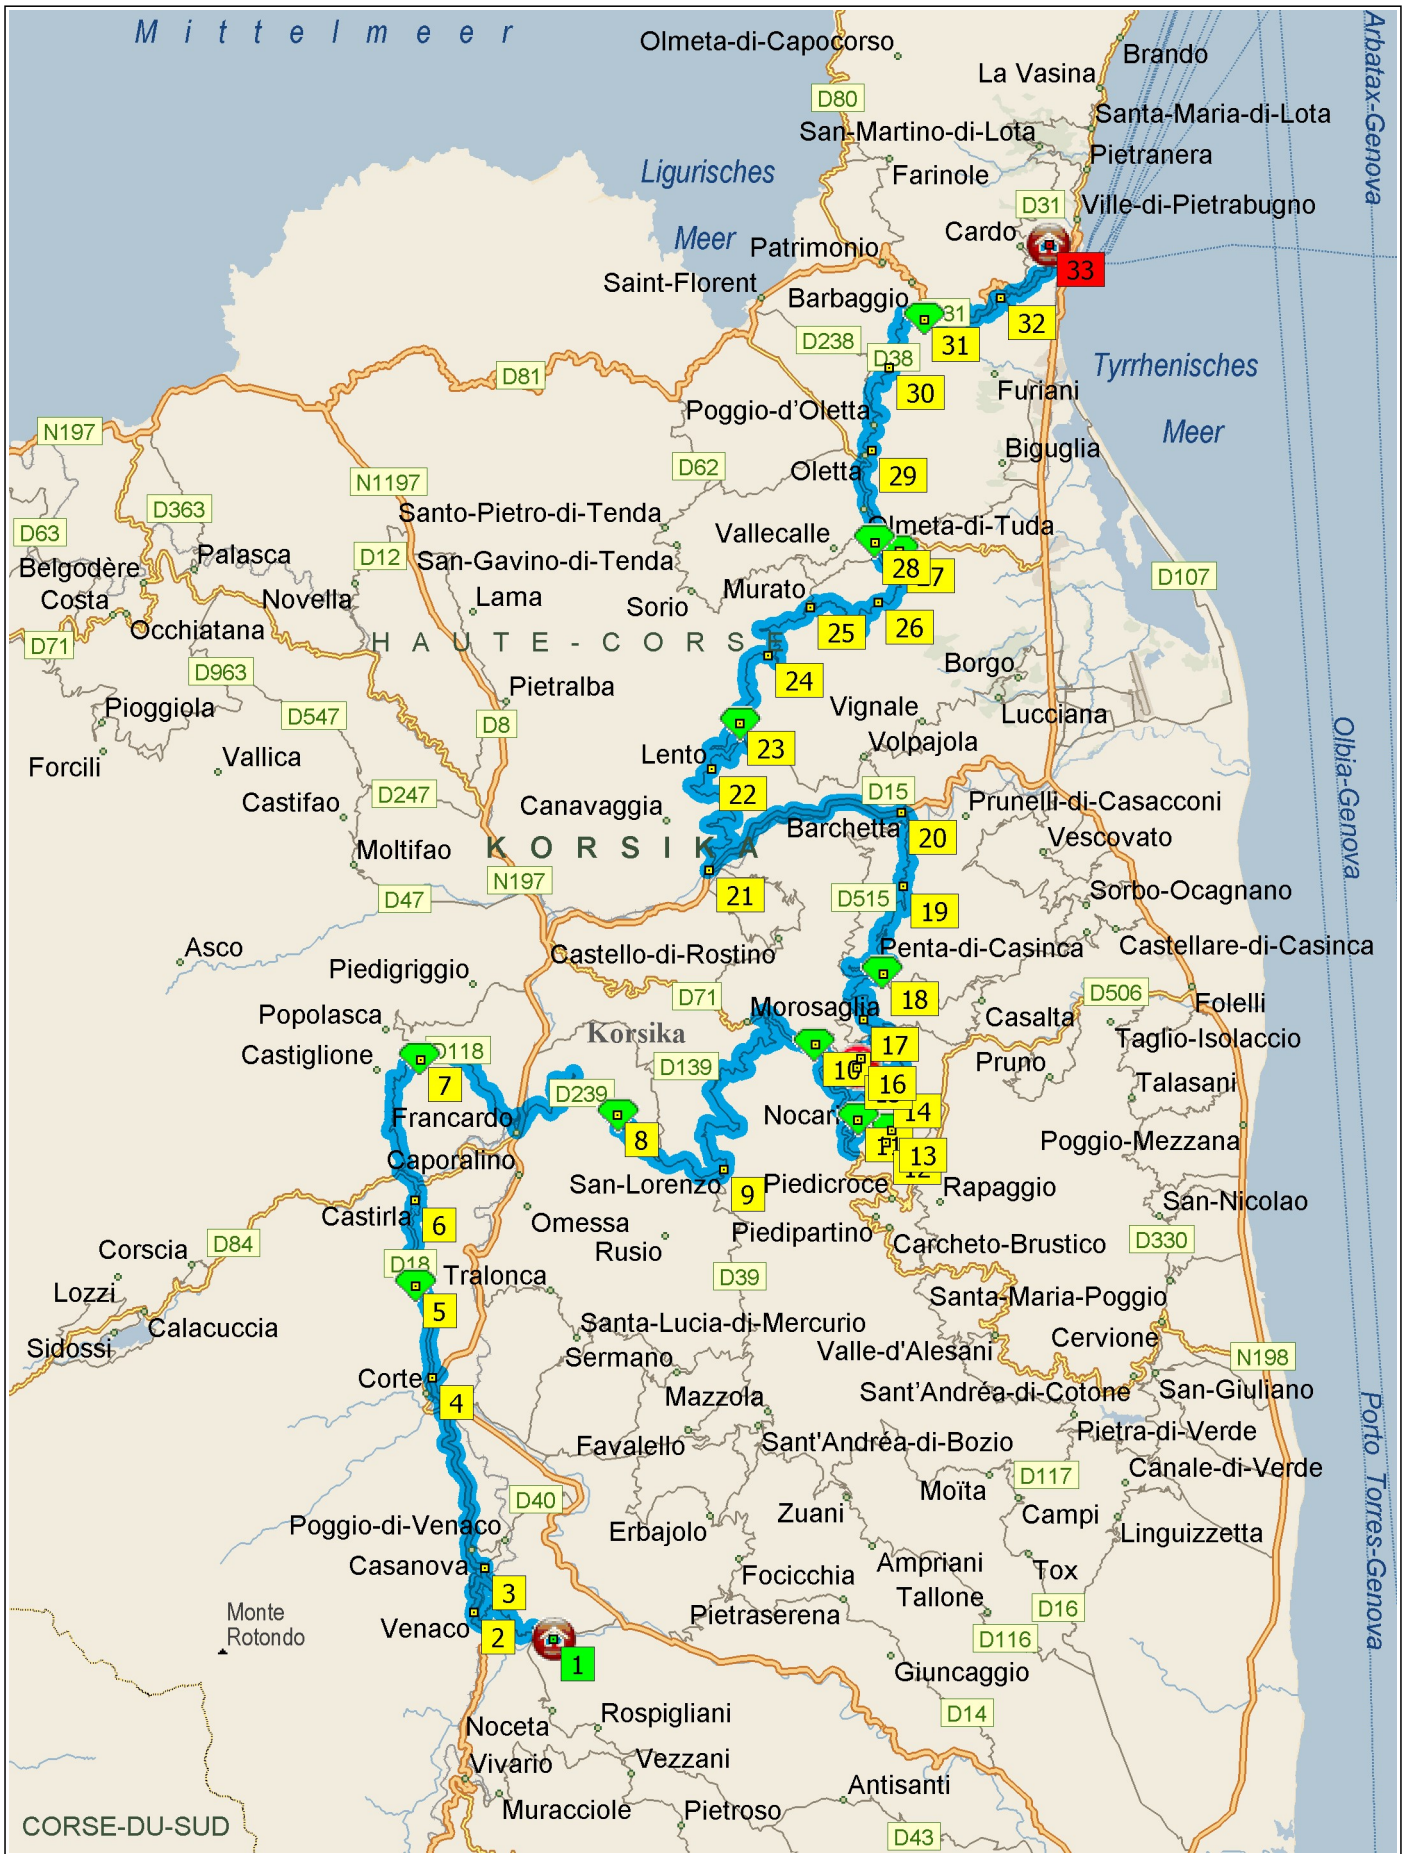 Mittelmeer
Olmeta-di-Capocorso
Brando
La Vasina
D80
Santa-Maria-di-Lota
San-Martino-di-Lota
Arbatax-Genova
Pietranera
Ligurisches
Meer
Farinole
D31
Ville-di-Pietrabugno
Cardo
Patrimonio
33
Saint-Florent
Barbaggio
31
32
D238
31
D38
Tyrrhenisches
Meer
D81
30
Furiani
Poggio-d'Oletta
N197
Biguglia
D62
Oletta
29
N1197
D363
Santo-Pietro-di-Tenda
D63
Vallecalle
Olmeta-di-Tuda
Palasca
D12
San-Gavino-di-Tenda
28
27
D107
Belgodère
Murato
Costa
Novella
Lama
Sorio
25
26
Occhiatana
D71
HAUTE-CORSE
D963
24
Borgo
Pietralba
Pioggiola
D547
D8
Vignale
Lucciana
Olbia-Genova
23
Lento
Volpajola
Forcili
Vallica
22
D247
D15
Castifao
Canavaggia
Prunelli-di-Casacconi
Barchetta
20
Vescovato
Moltifao
KORSIKA
N197
21
D47
D515
19
Sorbo-Ocagnano
Asco
Castello-di-Rostino
Penta-di-Casinca
Castellare-di-Casinca
Piedigriggio
D71
18
D506
Folelli
Popolasca
Morosaglia
Casalta
Korsika
Taglio-Isolaccio
Castiglione
D118
17
7
D139
10
16
Pruno
Talasani
D239
Francardo
Nocari
14
8
11
13
12
Poggio-Mezzana
Caporalino
San-Lorenzo
9
Piedicroce
Rapaggio
San-Nicolao
Castirla
6
Omessa
Piedipartino
D84
Rusio
Carcheto-Brustico
D330
Corscia
D18
Tralonca
D39
Lozzi
5
Santa-Maria-Poggio
Calacuccia
Santa-Lucia-di-Mercurio
Cervione
Sidossi
Sermano
Valle-d'Alesani
N198
Corte
4
Mazzola
Sant'Andréa-di-Cotone
San-Giuliano
Favalello
Sant'Andréa-di-Bozio
Pietra-di-Verde
D117
Canale-di-Verde
D40
Moïta
Zuani
Campi
Porto Torres-Genova
Poggio-di-Venaco
Erbajolo
Linguizzetta
Casanova
Ampriani
Focicchia
Tox
3
Tallone
Monte
Rotondo
Venaco
2
Pietraserena
D16
1
D116
Giuncaggio
Noceta
Rospigliani
D14
Vivario
Vezzani
Muracciole
Antisanti
Pietroso
CORSE-DU-SUD
D43